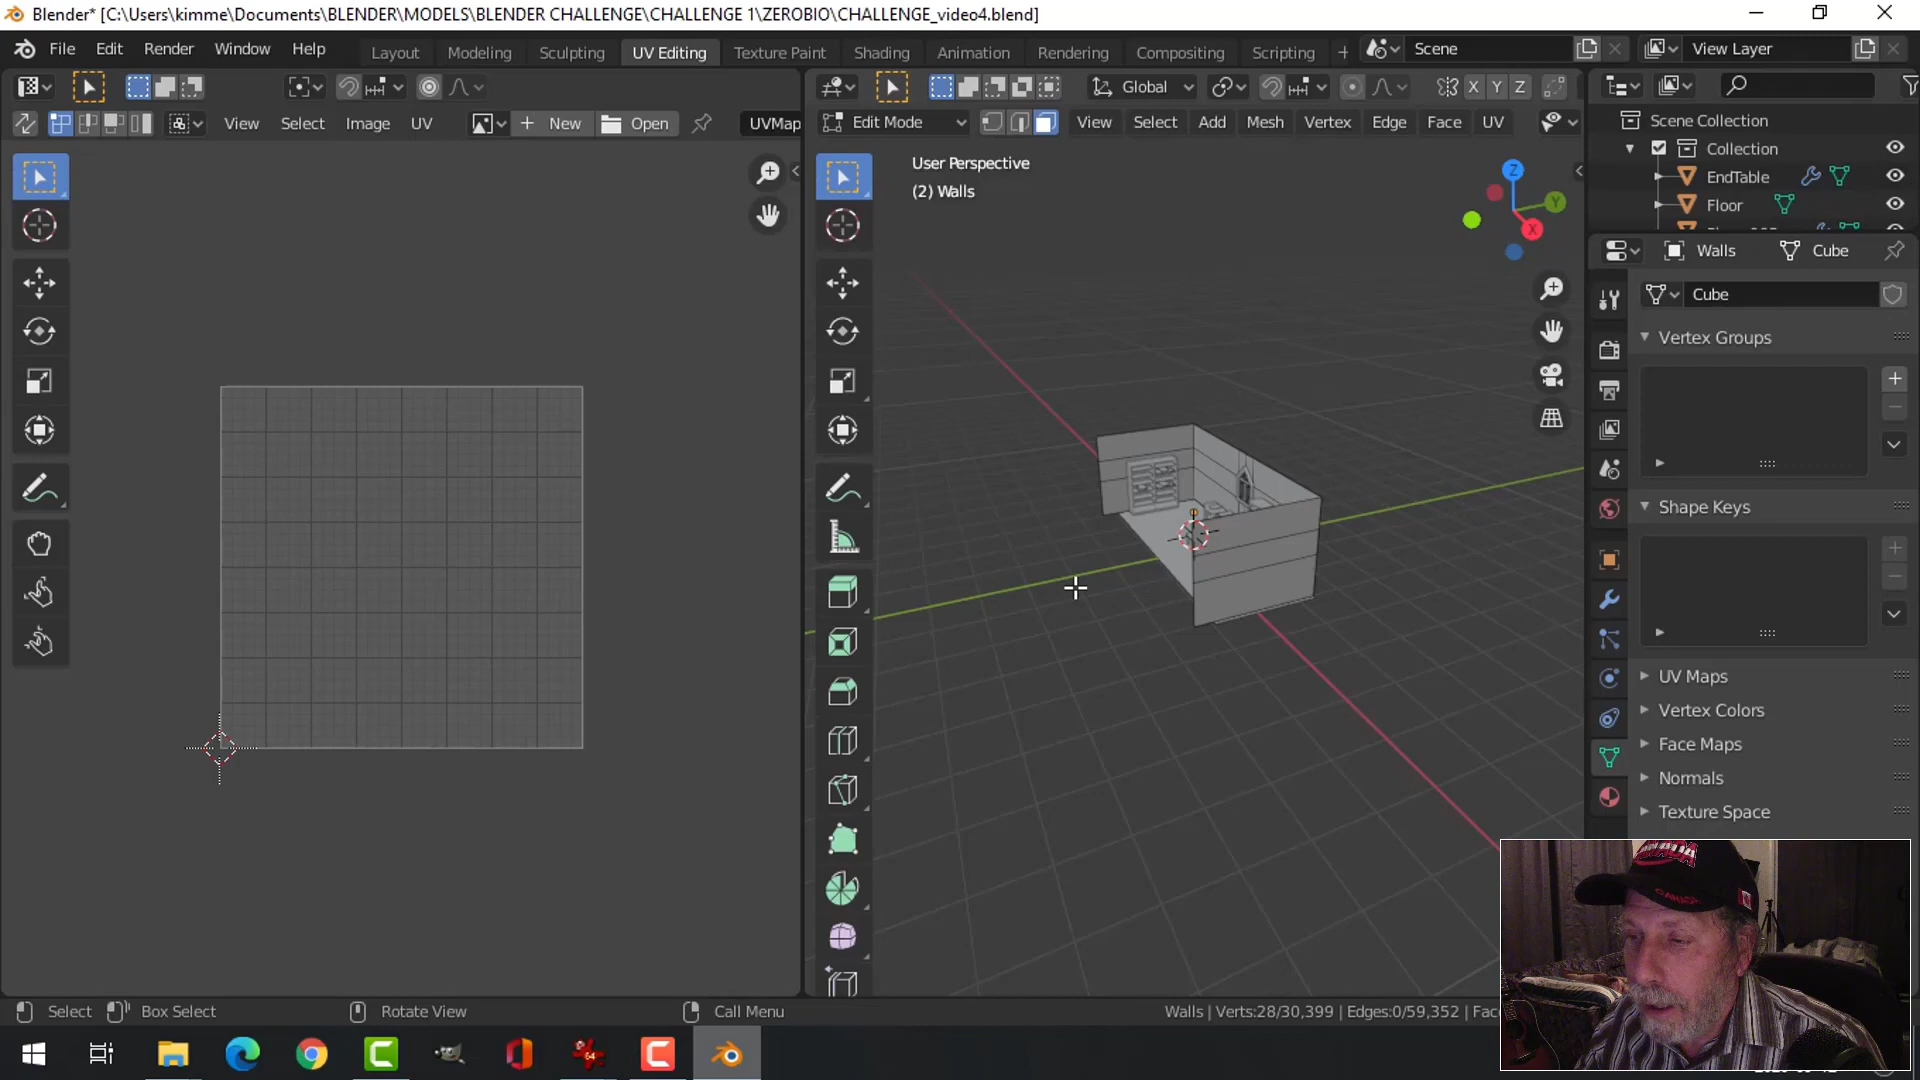 Blender* [C:\Users\kimme\Documents\BLENDER\MODELS\BLENDER CHALLENGE\CHALLENGE 1\ZEROBIO\CHALLENGE_video4.blend]
File Edit Render Window Help Layout Modeling Sculpting UV Editing Texture Paint Shading Animation Rendering Compositing Scripting + Scene View Layer
Global X Y Z
View Select Image UV New Open UVMap Edit Mode View Select Add Mesh Vertex Edge Face UV
Scene Collection
Collection
EndTable
Floor
User Perspective
(2) Walls
Z
Y
X
Walls Cube
Cube
Vertex Groups
Shape Keys
UV Maps
Vertex Colors
Face Maps
Normals
Texture Space
Select Box Select Rotate View Call Menu Walls | Verts:28/30,399 | Edges:0/59,352 |